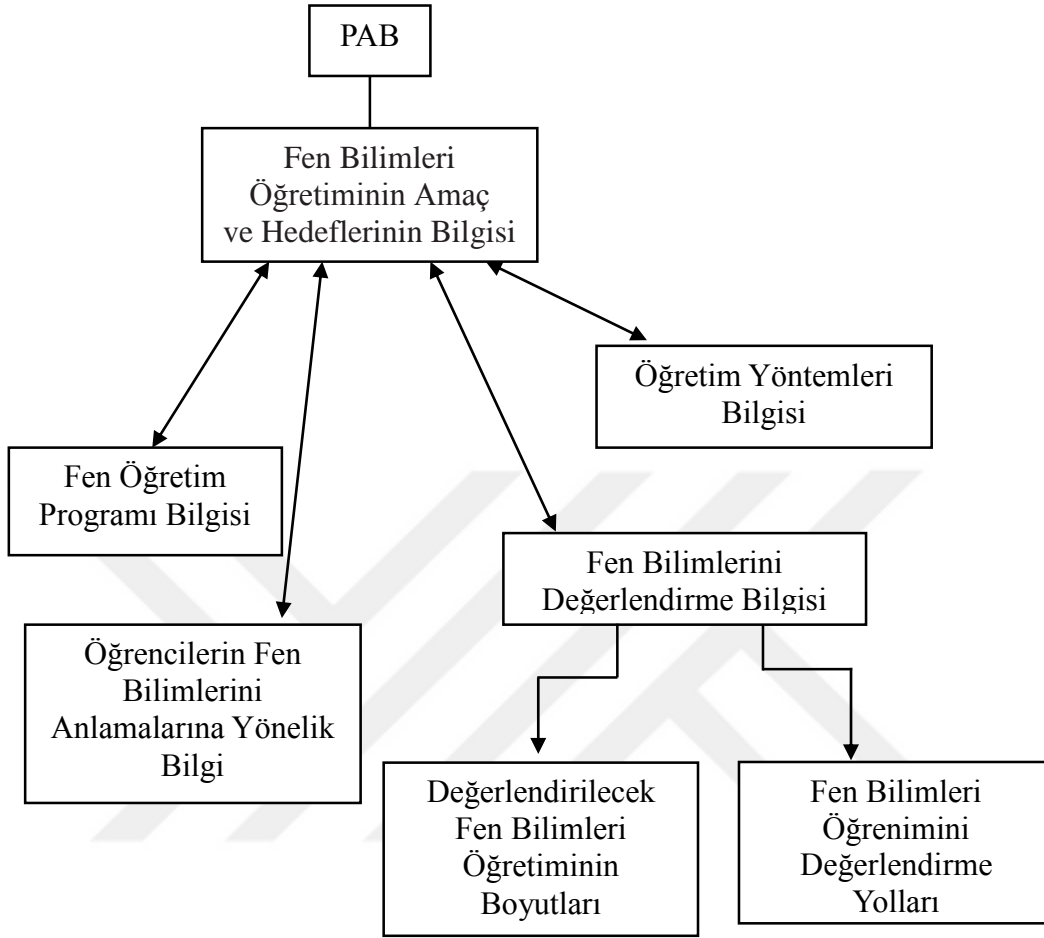 PAB
Fen Bilimleri
Öğretiminin Amaç
ve Hedeflerinin Bilgisi
Öğretim Yöntemleri
Bilgisi
Fen Öğretim
Programı Bilgisi
Fen Bilimlerini
Değerlendirme Bilgisi
Öğrencilerin Fen
Bilimlerini
Anlamalarına Yönelik
Bilgi
Değerlendirilecek
Fen Bilimleri
Öğretiminin
Boyutları
Fen Bilimleri
Öğrenimini
Değerlendirme
Yolları